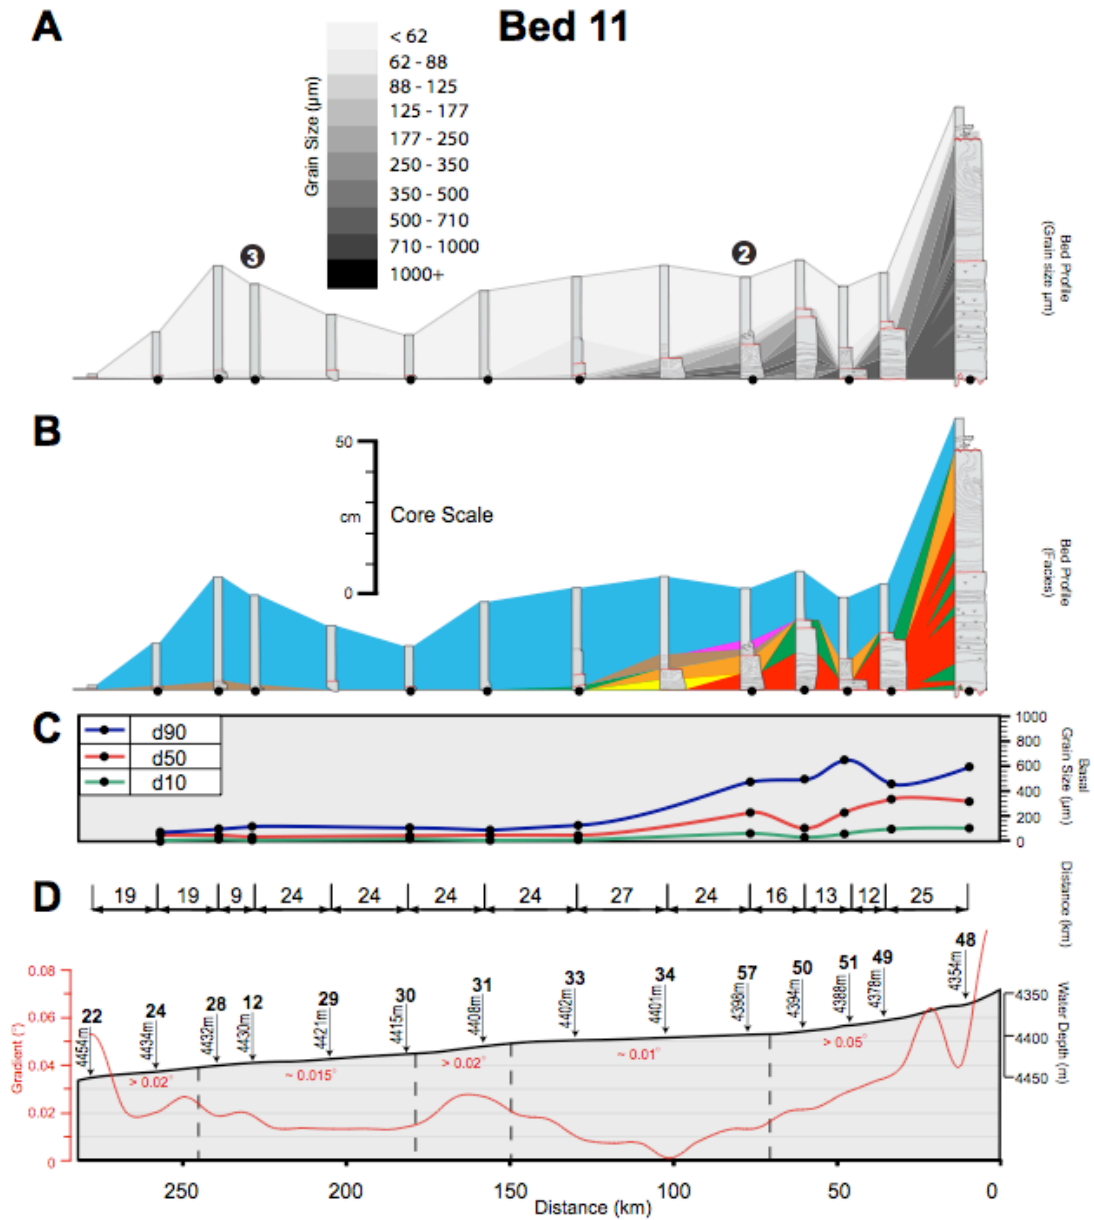 A
Bed 11
Grain Size (µm)
< 62
62 - 88
88 - 125
125 - 177
177 - 250
250 - 350
350 - 500
500 - 710
710 - 1000
1000+
3
2
Bed Profile
(Grain size µm)
B
50
cm
0
Core Scale
Bed Profile
(Facies)
C
d90
d50
d10
1000
800
600
400
200
0
Basal
Grain Size (µm)
D
19 19 9 24 24 24 24 27 24 16 13 12 25
Distance (km)
22 24 28 12 29 30 31 33 34 57 50 51 49 48
4454m 4434m 4432m 4430m 4421m 4415m 4408m 4402m 4401m 4398m 4394m 4388m 4378m 4354m
0.08
0.06
0.04
0.02
0
Gradient (°)
> 0.02° ~ 0.015° > 0.02° ~ 0.01° > 0.05°
4350
4400
4450
Water Depth (m)
250 200 150 100 50 0
Distance (km)